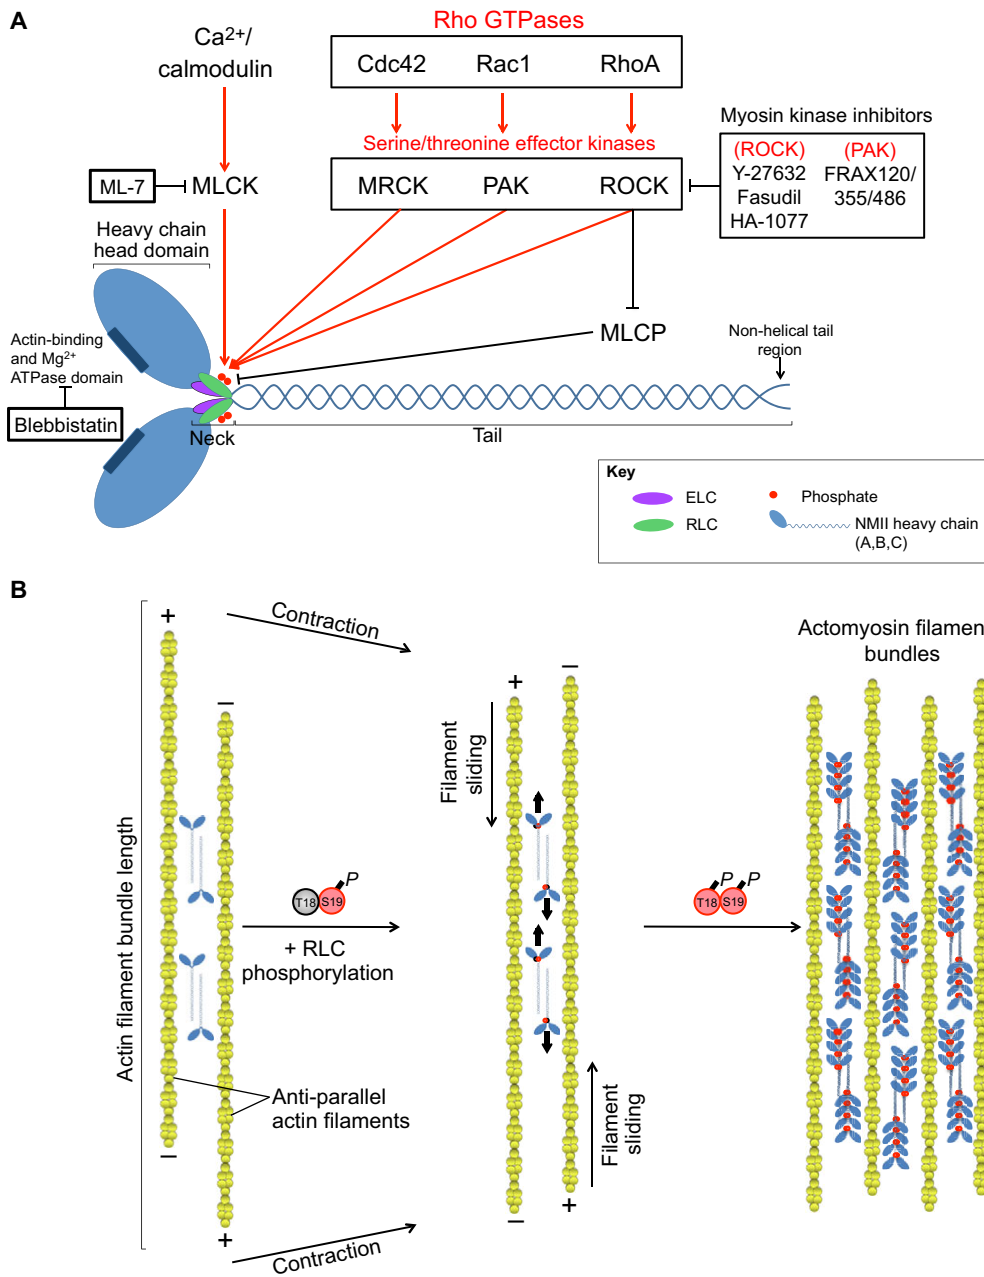 A
Ca2+/
calmodulin
Rho GTPases
Cdc42 Rac1 RhoA
Serine/threonine effector kinases
MRCK PAK ROCK
Myosin kinase inhibitors
(ROCK) (PAK)
Y-27632 FRAX120/
Fasudil 355/486
HA-1077
ML-7
MLCK
Heavy chain
head domain
MLCP
Non-helical tail
region
Actin-binding
and Mg2+
ATPase domain
Blebbistatin
Neck
Tail
Key
ELC
RLC
Phosphate
NMII heavy chain
(A,B,C)
B
Actin filament bundle length
+
−
−
+
Contraction
Contraction
Anti-parallel
actin filaments
T18 S19 P
+ RLC
phosphorylation
+
−
−
+
Filament
sliding
Filament
sliding
T18 P S19 P
Actomyosin filamen
bundles